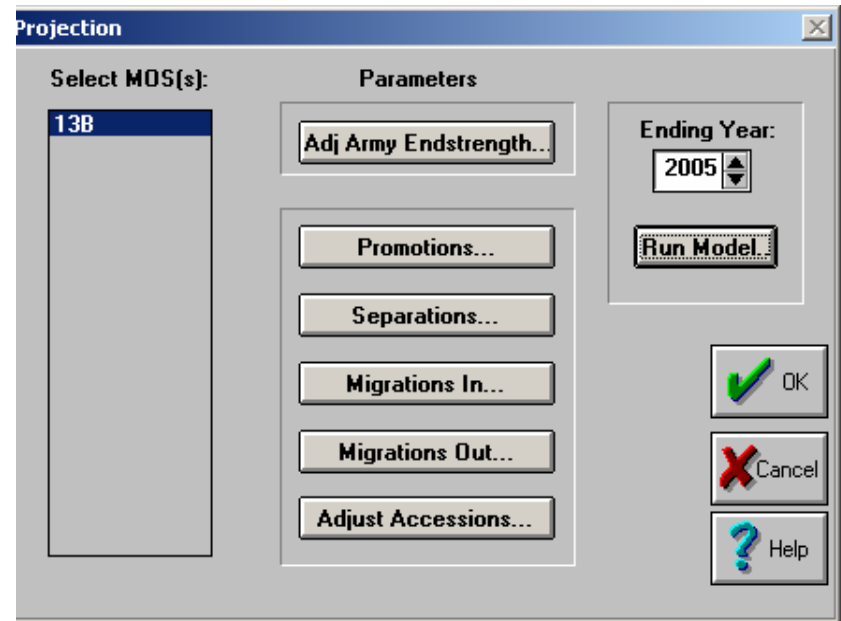 Projection
Select MOS(s):
13B
Parameters
Adj Army Endstrength...
Promotions...
Separations...
Migrations In...
Migrations Out...
Adjust Accessions...
Ending Year:
2005
Run Model..
OK
Cancel
Help